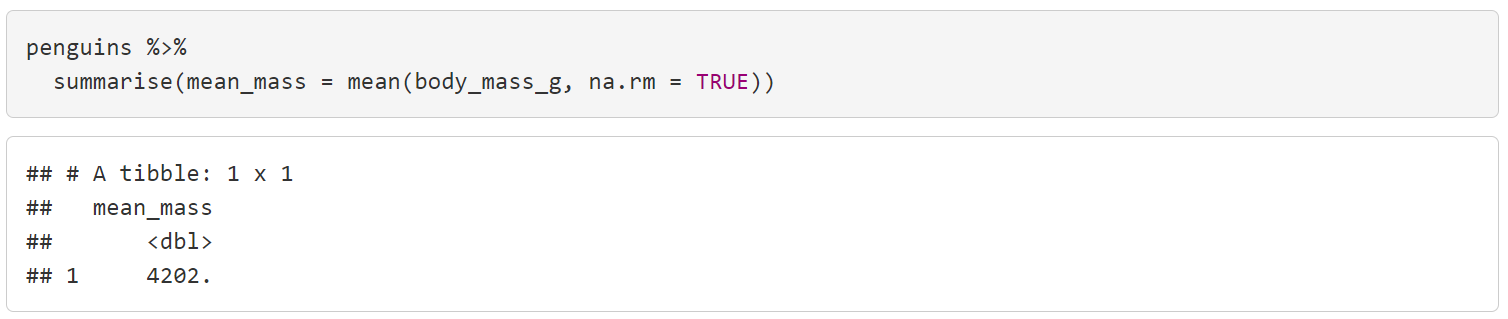 penguins %>%
  summarise(mean_mass = mean(body_mass_g, na.rm = TRUE))
## # A tibble: 1 x 1
##   mean_mass
##       <dbl>
## 1     4202.